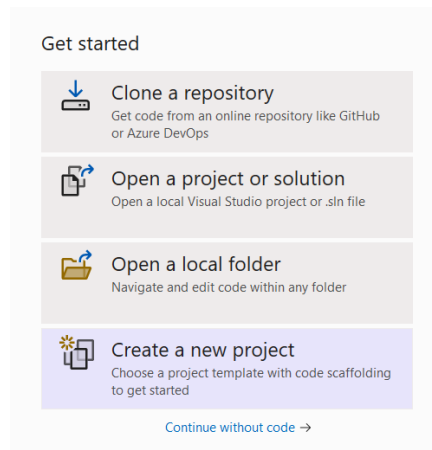 Get started
Clone a repository
Get code from an online repository like GitHub
or Azure DevOps
Open a project or solution
Open a local Visual Studio project or .sln file
Open a local folder
Navigate and edit code within any folder
Create a new project
Choose a project template with code scaffolding
to get started
Continue without code →